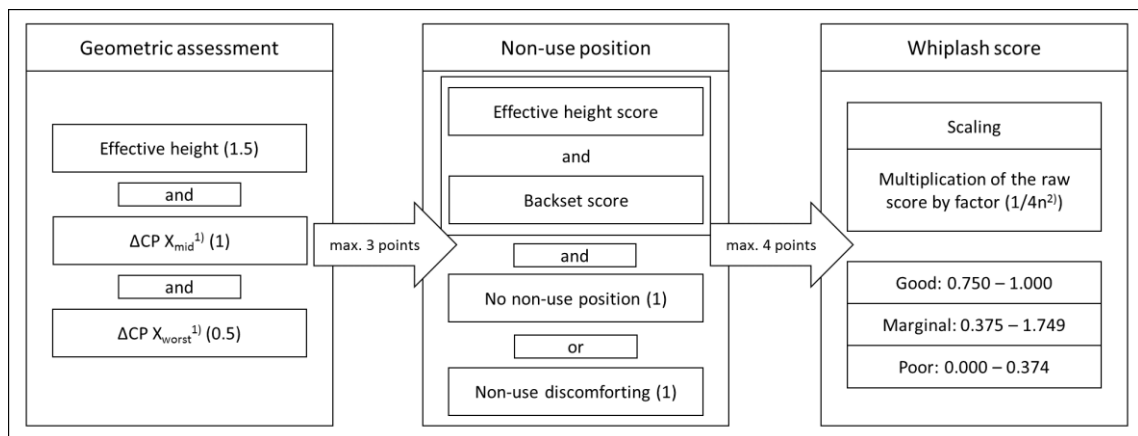 Geometric assessment
Effective height (1.5)
and
ΔCP Xmid1) (1)
and
ΔCP Xworst1) (0.5)
max. 3 points
Non-use position
Effective height score
and
Backset score
and
No non-use position (1)
or
Non-use discomforting (1)
max. 4 points
Whiplash score
Scaling
Multiplication of the raw
score by factor (1/4n2))
Good: 0.750 – 1.000
Marginal: 0.375 – 1.749
Poor: 0.000 – 0.374